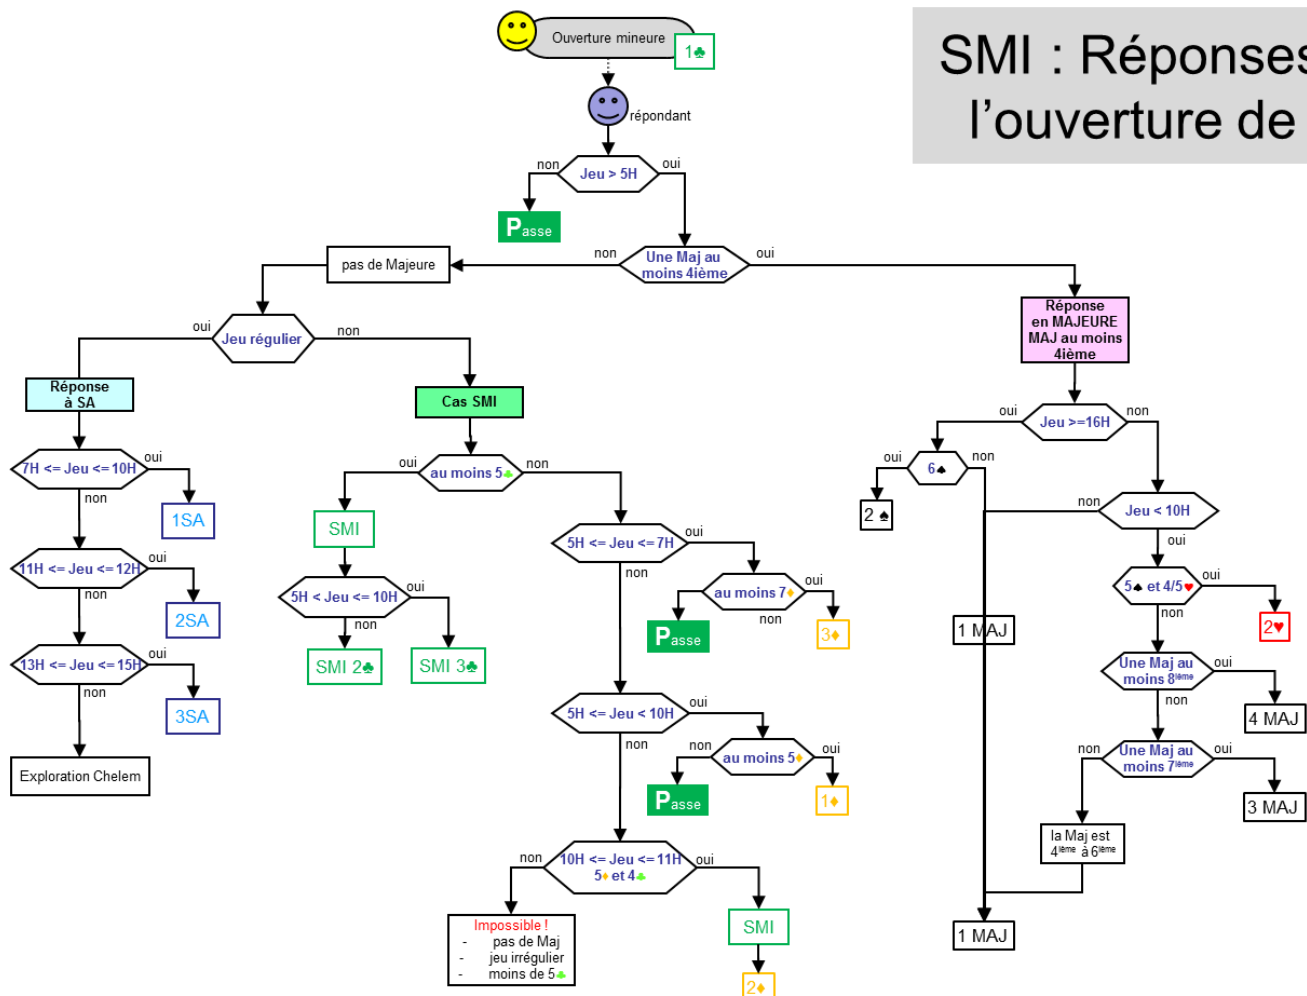 SMI : Réponses
l'ouverture de
Ouverture mineure
1♣
répondant
non
oui
Jeu > 5H
Passe
non
Une Maj au
moins 4ième
oui
pas de Majeure
oui
Jeu régulier
non
Réponse
en MAJEURE
MAJ au moins
4ième
Réponse
à SA
Cas SMI
oui
Jeu >=16H
non
7H <= Jeu <= 10H
oui
non
1SA
oui
au moins 5♣
non
oui
6♠
non
2 ♠
non
Jeu < 10H
oui
SMI
5H <= Jeu <= 7H
oui
non
11H <= Jeu <= 12H
oui
non
2SA
5H < Jeu <= 10H
oui
non
SMI 2♣
SMI 3♣
au moins 7♦
oui
non
Passe
3♦
5♠ et 4/5♥
oui
non
2♥
1 MAJ
13H <= Jeu <= 15H
oui
non
3SA
Exploration Chelem
Une Maj au
moins 8ième
oui
non
4 MAJ
5H <= Jeu < 10H
oui
non
non
au moins 5♦
oui
Passe
1♦
non
Une Maj au
moins 7ième
oui
3 MAJ
la Maj est
4ième à 6ième
1 MAJ
non
10H <= Jeu <= 11H
5♦ et 4♣
oui
Impossible !
- pas de Maj
- jeu irrégulier
- moins de 5♣
SMI
2♦